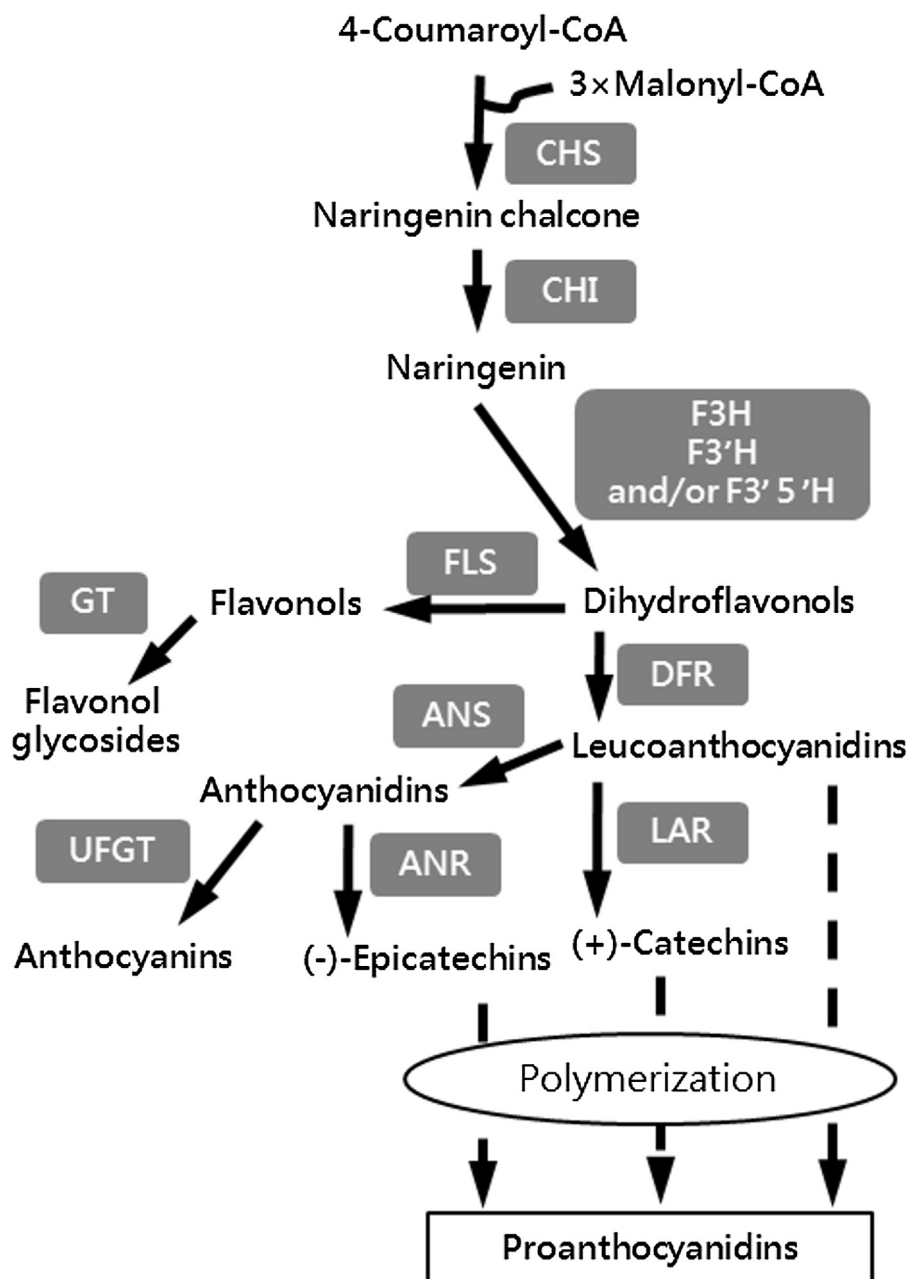 4-Coumaroyl-CoA
3×Malonyl-CoA
CHS
Naringenin chalcone
CHI
Naringenin
F3H
F3’H
and/or F3’ 5 ’H
FLS
GT
Flavonols
Dihydroflavonols
DFR
Flavonol
glycosides
ANS
Leucoanthocyanidins
Anthocyanidins
LAR
UFGT
ANR
Anthocyanins
(-)-Epicatechins
(+)-Catechins
Polymerization
Proanthocyanidins